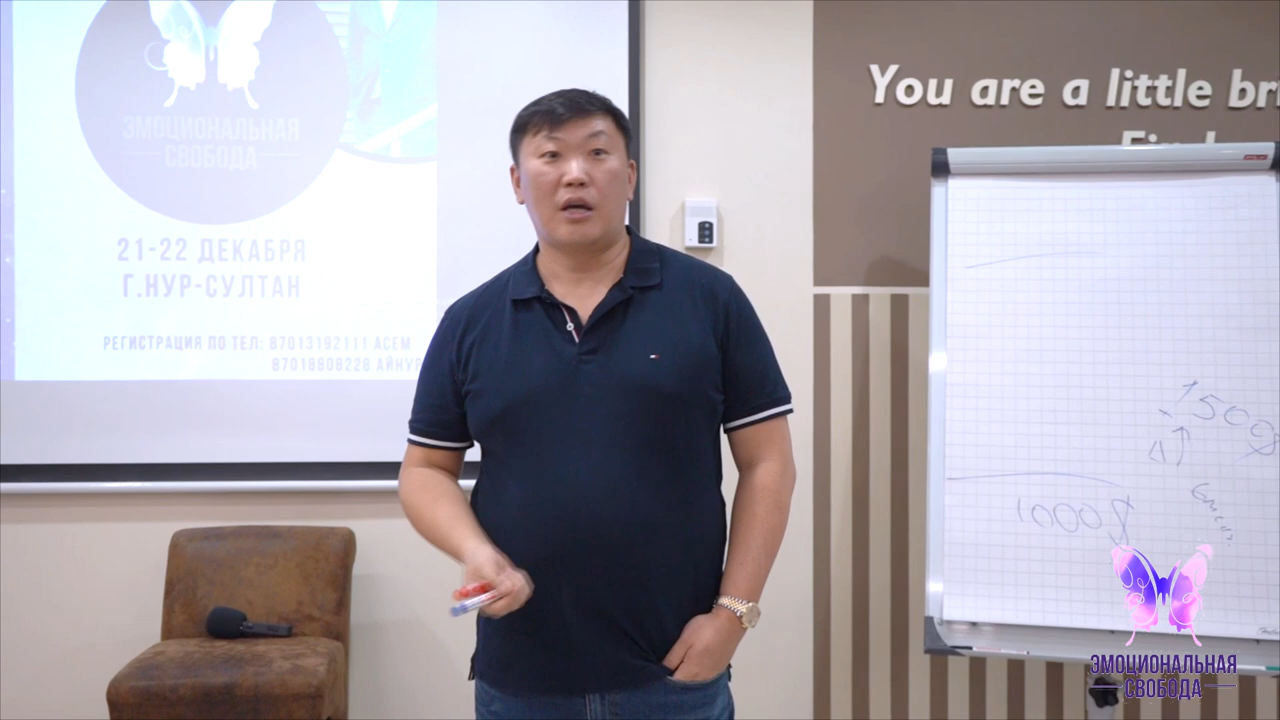 ЭМОЦИОНАЛЬНАЯ
СВОБОДА
21-22 ДЕКАБРЯ
Г.НУР-СУЛТАН
РЕГИСТРАЦИЯ ПО ТЕЛ: 87013192111 АСЕМ
87018808228 АЙНУР
You are a little
1500
1000
ЭМОЦИОНАЛЬНАЯ
СВОБОДА